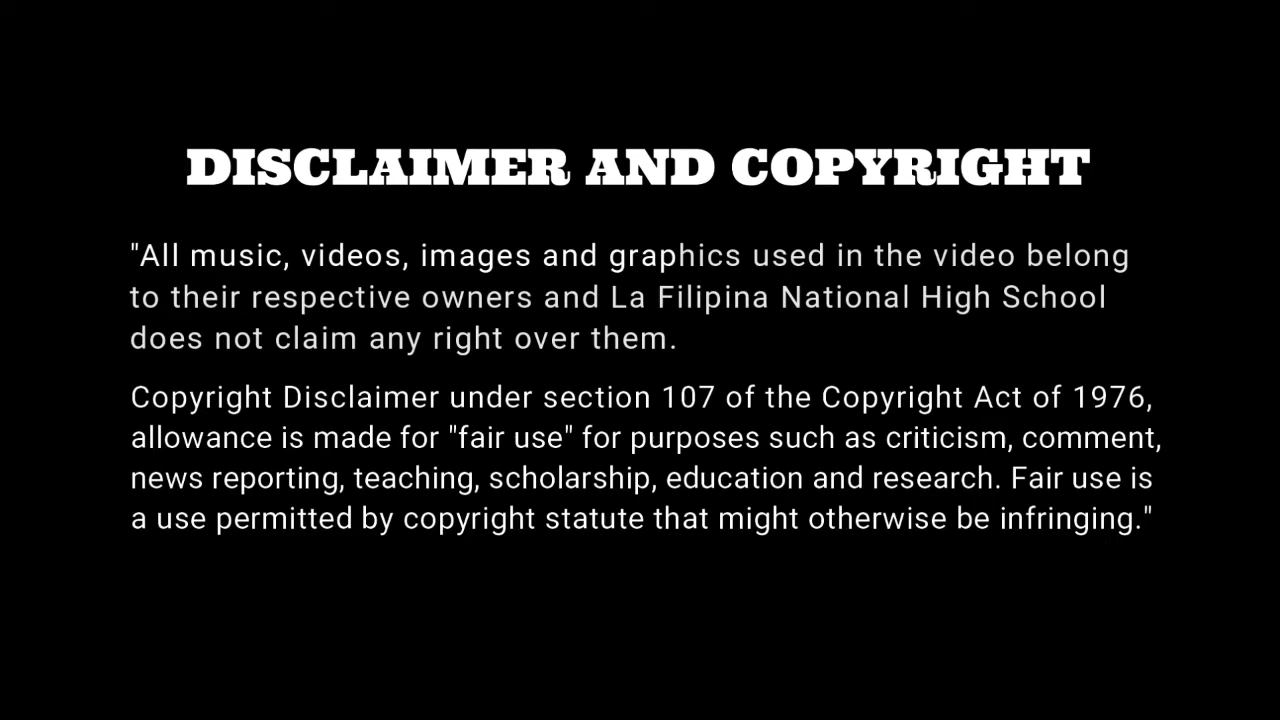 DISCLAIMER AND COPYRIGHT
"All music, videos, images and graphics used in the video belong
to their respective owners and La Filipina National High School
does not claim any right over them.
Copyright Disclaimer under section 107 of the Copyright Act of 1976,
allowance is made for "fair use" for purposes such as criticism, comment,
news reporting, teaching, scholarship, education and research. Fair use is
a use permitted by copyright statute that might otherwise be infringing."